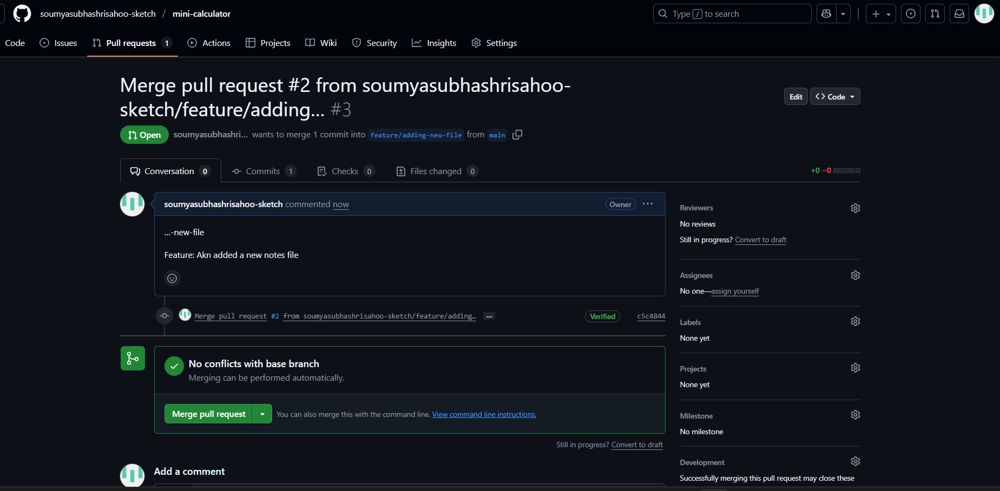 soumyasubhashrisahoo-sketch / mini-calculator
Type / to search
Code Issues Pull requests 1 Actions Projects Wiki Security Insights Settings
Merge pull request #2 from soumyasubhashrisahoo-
sketch/feature/adding... #3
Edit Code
Open soumyasubhashri... wants to merge 1 commit into feature/adding-new-file from main
Conversation 0 Commits 1 Checks 0 Files changed 0
+0 −0
soumyasubhashrisahoo-sketch commented now Owner
...-new-file
Feature: Akn added a new notes file
Merge pull request #2 from soumyasubhashrisahoo-sketch/feature/adding… ... Verified c5c4844
No conflicts with base branch
Merging can be performed automatically.
Merge pull request You can also merge this with the command line. View command line instructions.
Still in progress? Convert to draft
Add a comment
Reviewers
No reviews
Still in progress? Convert to draft
Assignees
No one—assign yourself
Labels
None yet
Projects
None yet
Milestone
No milestone
Development
Successfully merging this pull request may close these